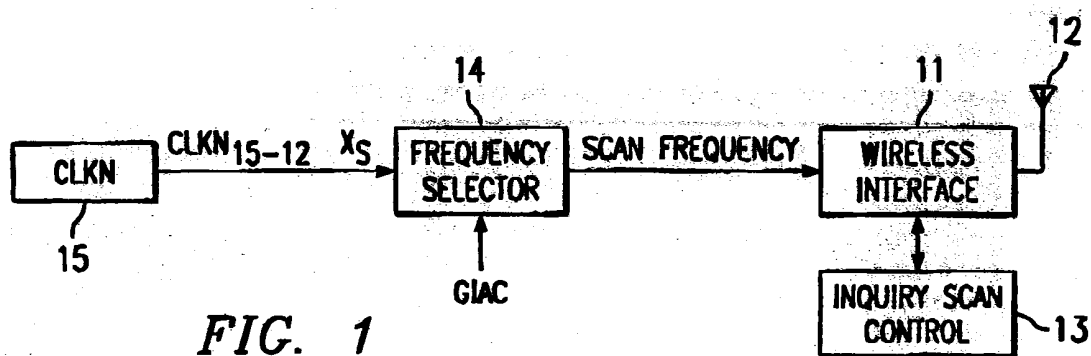 12
14
11
CLKN
CLKN15-12 XS
FREQUENCY
SELECTOR
SCAN FREQUENCY
WIRELESS
INTERFACE
15
GIAC
INQUIRY SCAN
CONTROL
13
FIG. 1